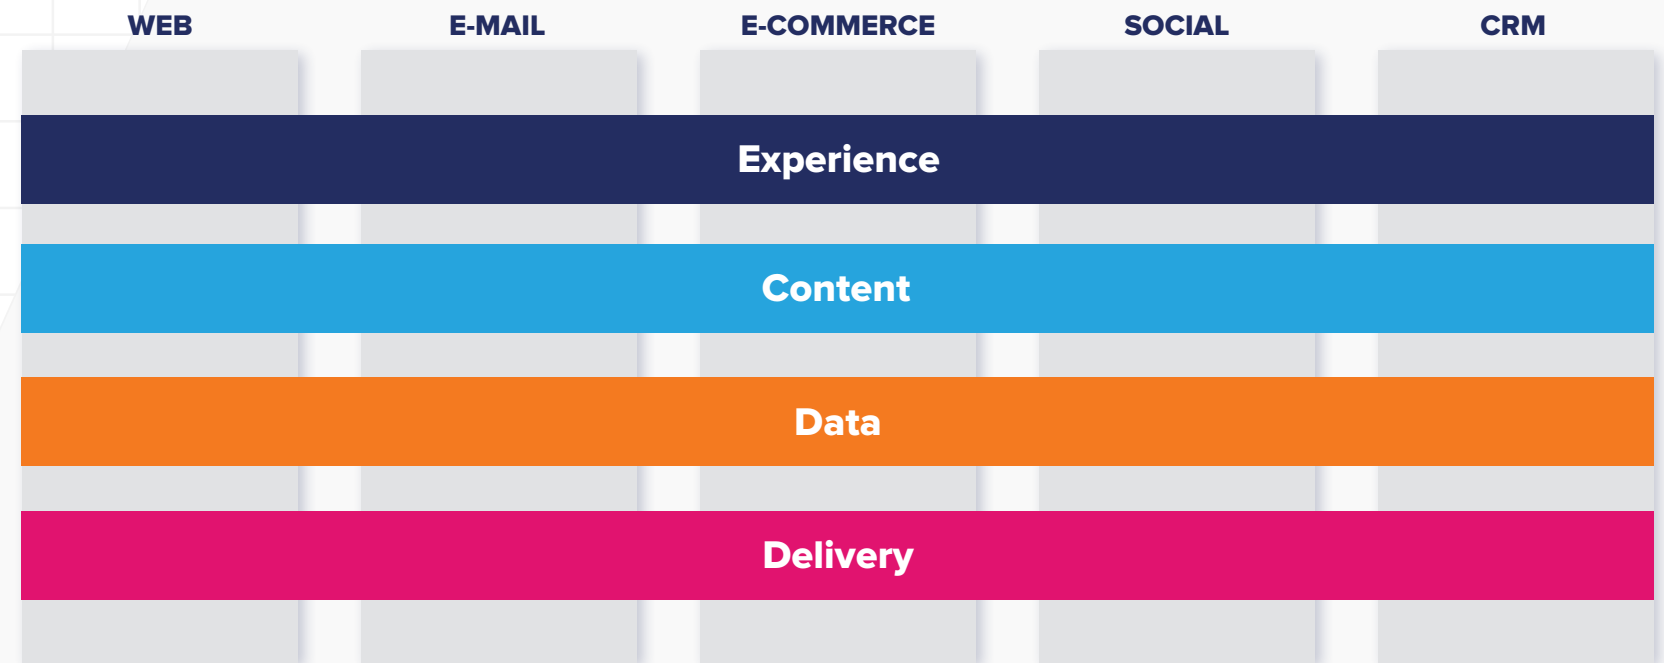 WEB
E-MAIL
E-COMMERCE
SOCIAL
CRM
Experience
Content
Data
Delivery